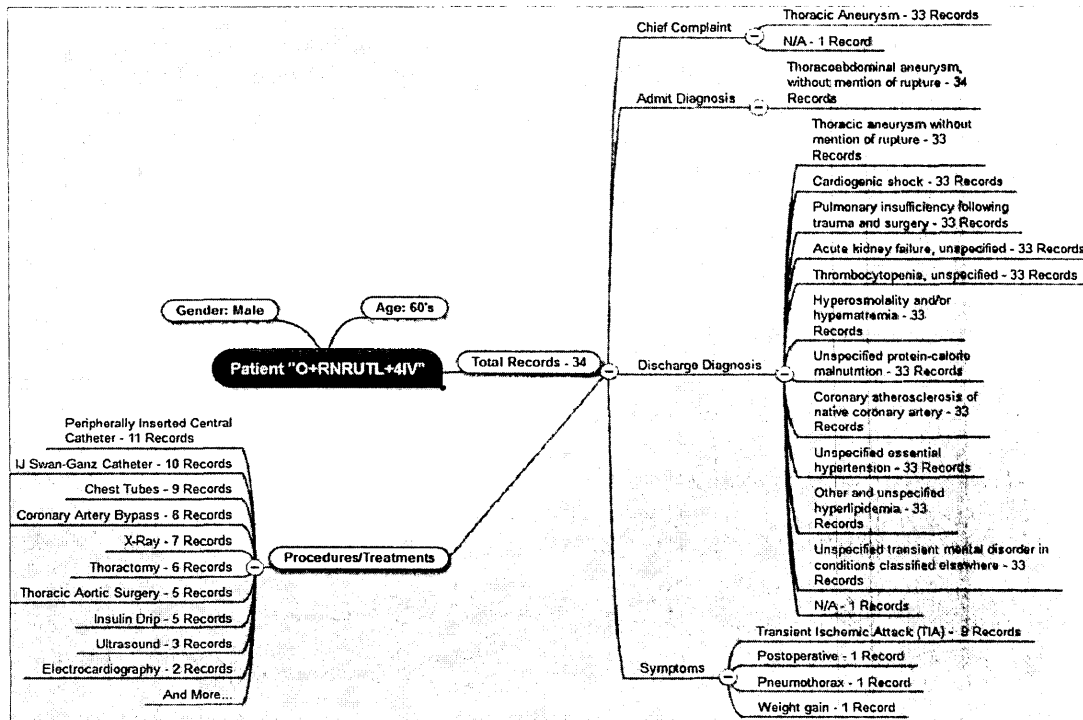 Chief Complaint
Thoracic Aneurysm - 33 Records
N/A - 1 Record
Admit Diagnosis
Thoracoabdominal aneurysm,
without mention of rupture - 34
Records
Thoracic aneurysm without
mention of rupture - 33
Records
Cardiogenic shock - 33 Records
Pulmonary insufficiency following
trauma and surgery - 33 Records
Acute kidney failure, unspecified - 33 Records
Thrombocytopenia, unspecified - 33 Records
Hyperosmolality and/or
hypernatremia - 33
Records
Discharge Diagnosis
Unspecified protein-calorie
malnutrition - 33 Records
Coronary atherosclerosis of
native coronary artery - 33
Records
Unspecified essential
hypertension - 33 Records
Other and unspecified
hyperlipidemia - 33
Records
Unspecified transient mental disorder in
conditions classified elsewhere - 33
Records
N/A - 1 Records
Symptoms
Transient Ischemic Attack (TIA) - 9 Records
Postoperative - 1 Record
Pneumothorax - 1 Record
Weight gain - 1 Record
Gender: Male
Age: 60's
Patient "O+RNRUTL+4IV"
Total Records - 34
Procedures/Treatments
Peripherally Inserted Central
Catheter - 11 Records
IJ Swan-Ganz Catheter - 10 Records
Chest Tubes - 9 Records
Coronary Artery Bypass - 8 Records
X-Ray - 7 Records
Thoractomy - 6 Records
Thoracic Aortic Surgery - 5 Records
Insulin Drip - 5 Records
Ultrasound - 3 Records
Electrocardiography - 2 Records
And More...